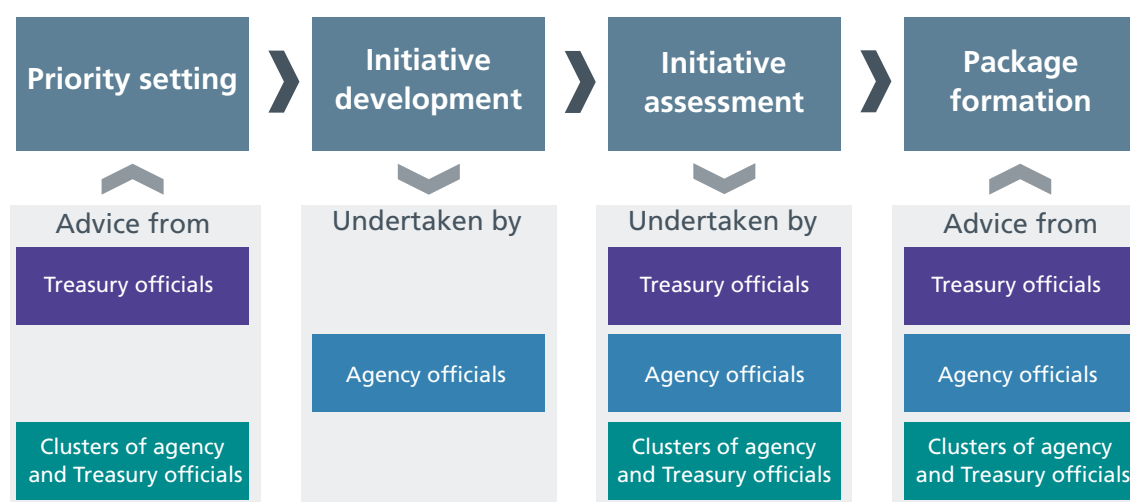 Priority setting
Initiative
development
Initiative
assessment
Package
formation
Advice from
Treasury officials
Clusters of agency
and Treasury officials
Undertaken by
Agency officials
Undertaken by
Treasury officials
Agency officials
Clusters of agency
and Treasury officials
Advice from
Treasury officials
Agency officials
Clusters of agency
and Treasury officials